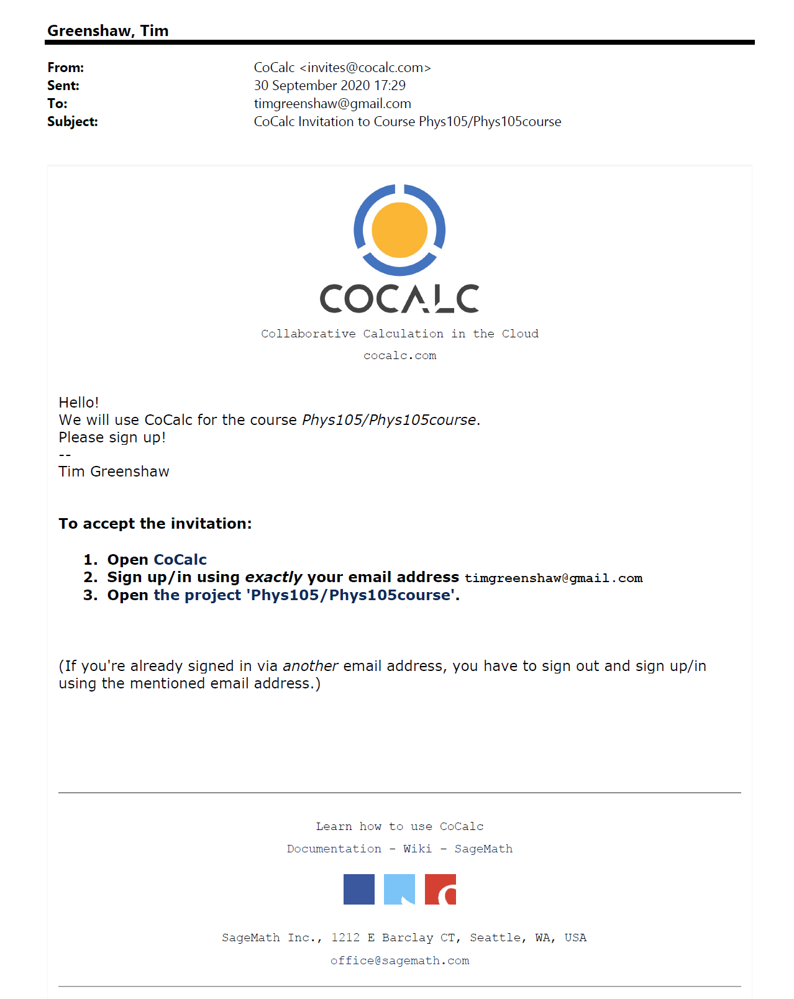 Greenshaw, Tim
From: CoCalc <invites@cocalc.com>
Sent: 30 September 2020 17:29
To: timgreenshaw@gmail.com
Subject: CoCalc Invitation to Course Phys105/Phys105course
COCALC
Collaborative Calculation in the Cloud
cocalc.com
Hello!
We will use CoCalc for the course Phys105/Phys105course.
Please sign up!
--
Tim Greenshaw
To accept the invitation:
1. Open CoCalc
2. Sign up/in using exactly your email address timgreenshaw@gmail.com
3. Open the project 'Phys105/Phys105course'.
(If you're already signed in via another email address, you have to sign out and sign up/in
using the mentioned email address.)
Learn how to use CoCalc
Documentation - Wiki - SageMath
SageMath Inc., 1212 E Barclay CT, Seattle, WA, USA
office@sagemath.com